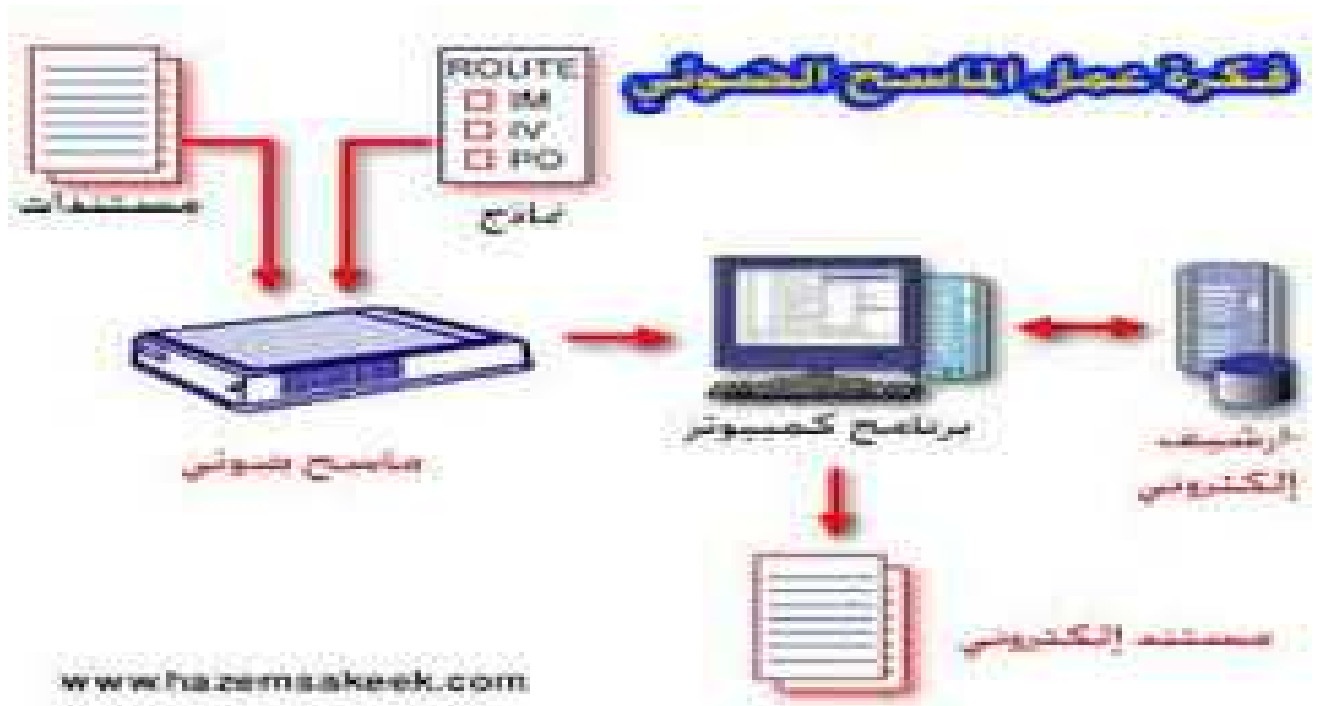 فكرة عمل الماسح الضوئي
ROUTE
IM
IV
PO
مستندات
نماذج
ماسح ضوئي
برنامج كمبيوتر
ارشيف
إلكتروني
مستند إلكتروني
www.hazemsakeek.com